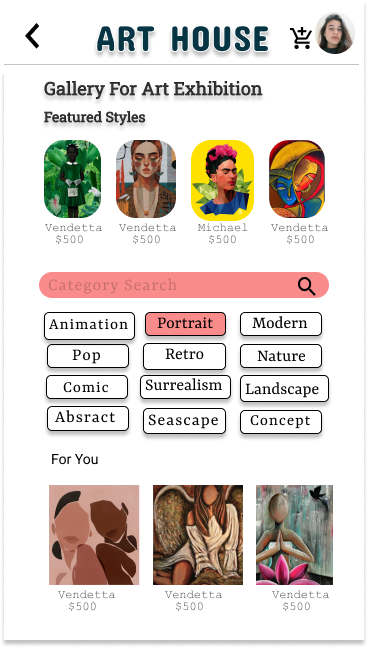 ART HOUSE
Gallery For Art Exhibition
Featured Styles
Vendetta Vendetta Michael Vendetta
$500 $500 $500 $500
Category Search
Animation Portrait Modern
Pop Retro Nature
Comic Surrealism Landscape
Absract Seascape Concept
For You
Vendetta Vendetta Vendetta
$500 $500 $500